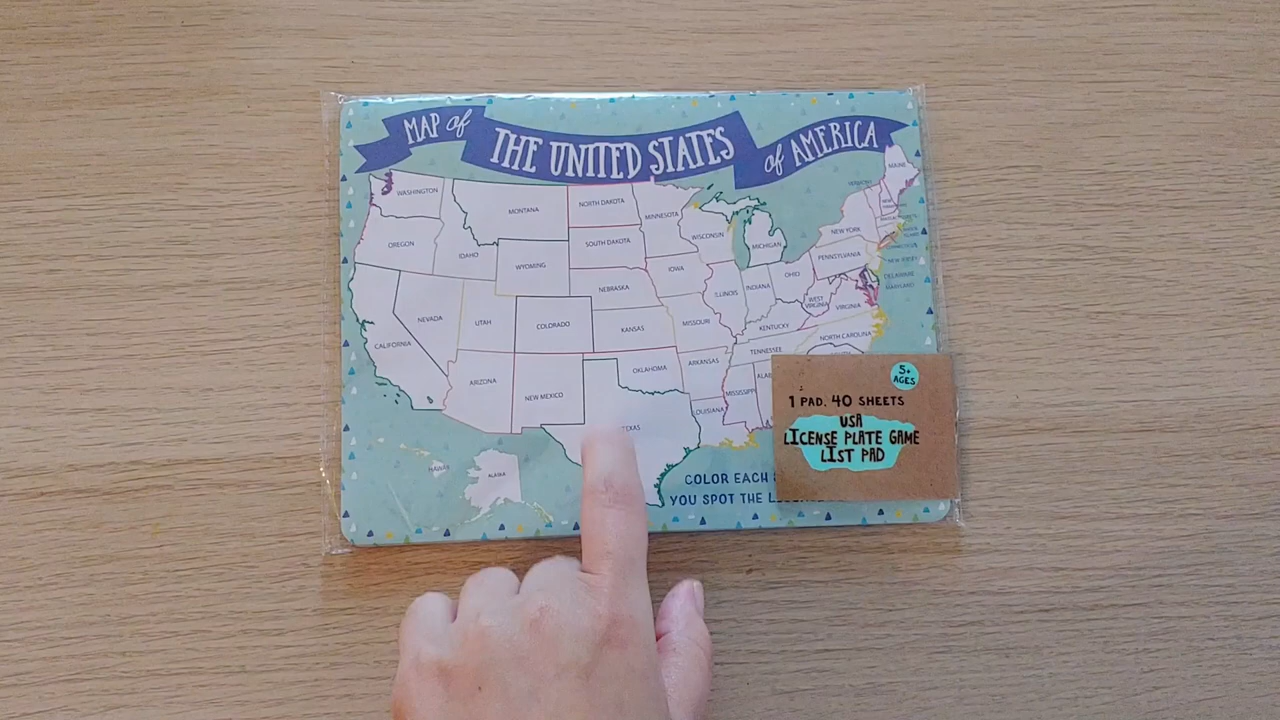 MAP of
THE UNITED STATES
of AMERICA
MAINE
WASHINGTON
MONTANA
NORTH DAKOTA
MINNESOTA
OREGON
IDAHO
WYOMING
SOUTH DAKOTA
WISCONSIN
MICHIGAN
NEW YORK
PENNSYLVANIA
NEW JERSEY
DELAWARE
MARYLAND
IOWA
NEBRASKA
ILLINOIS
INDIANA
OHIO
WEST
VIRGINIA
VIRGINIA
NEVADA
UTAH
COLORADO
KANSAS
MISSOURI
KENTUCKY
CALIFORNIA
NORTH CAROLINA
TENNESSEE
ARIZONA
NEW MEXICO
OKLAHOMA
ARKANSAS
MISSISSIPPI
LOUISIANA
TEXAS
HAWAII
ALASKA
COLOR EACH
YOU SPOT THE
5+
AGES
1 PAD. 40 SHEETS
USA
LICENSE PLATE GAME
LIST PAD